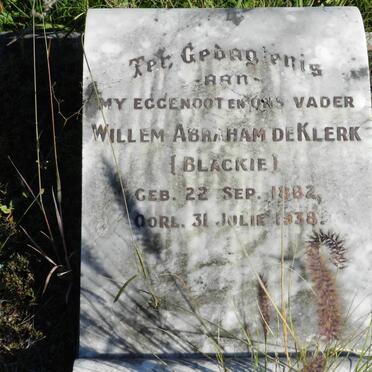 Ter Gedagtenis
AAN
MY EGGENOOT EN ONS VADER
WILLEM ABRAHAM DE KLERK
(BLACKIE)
GEB. 22 SEP. 1882,
OORL. 31 JULIE 1938.